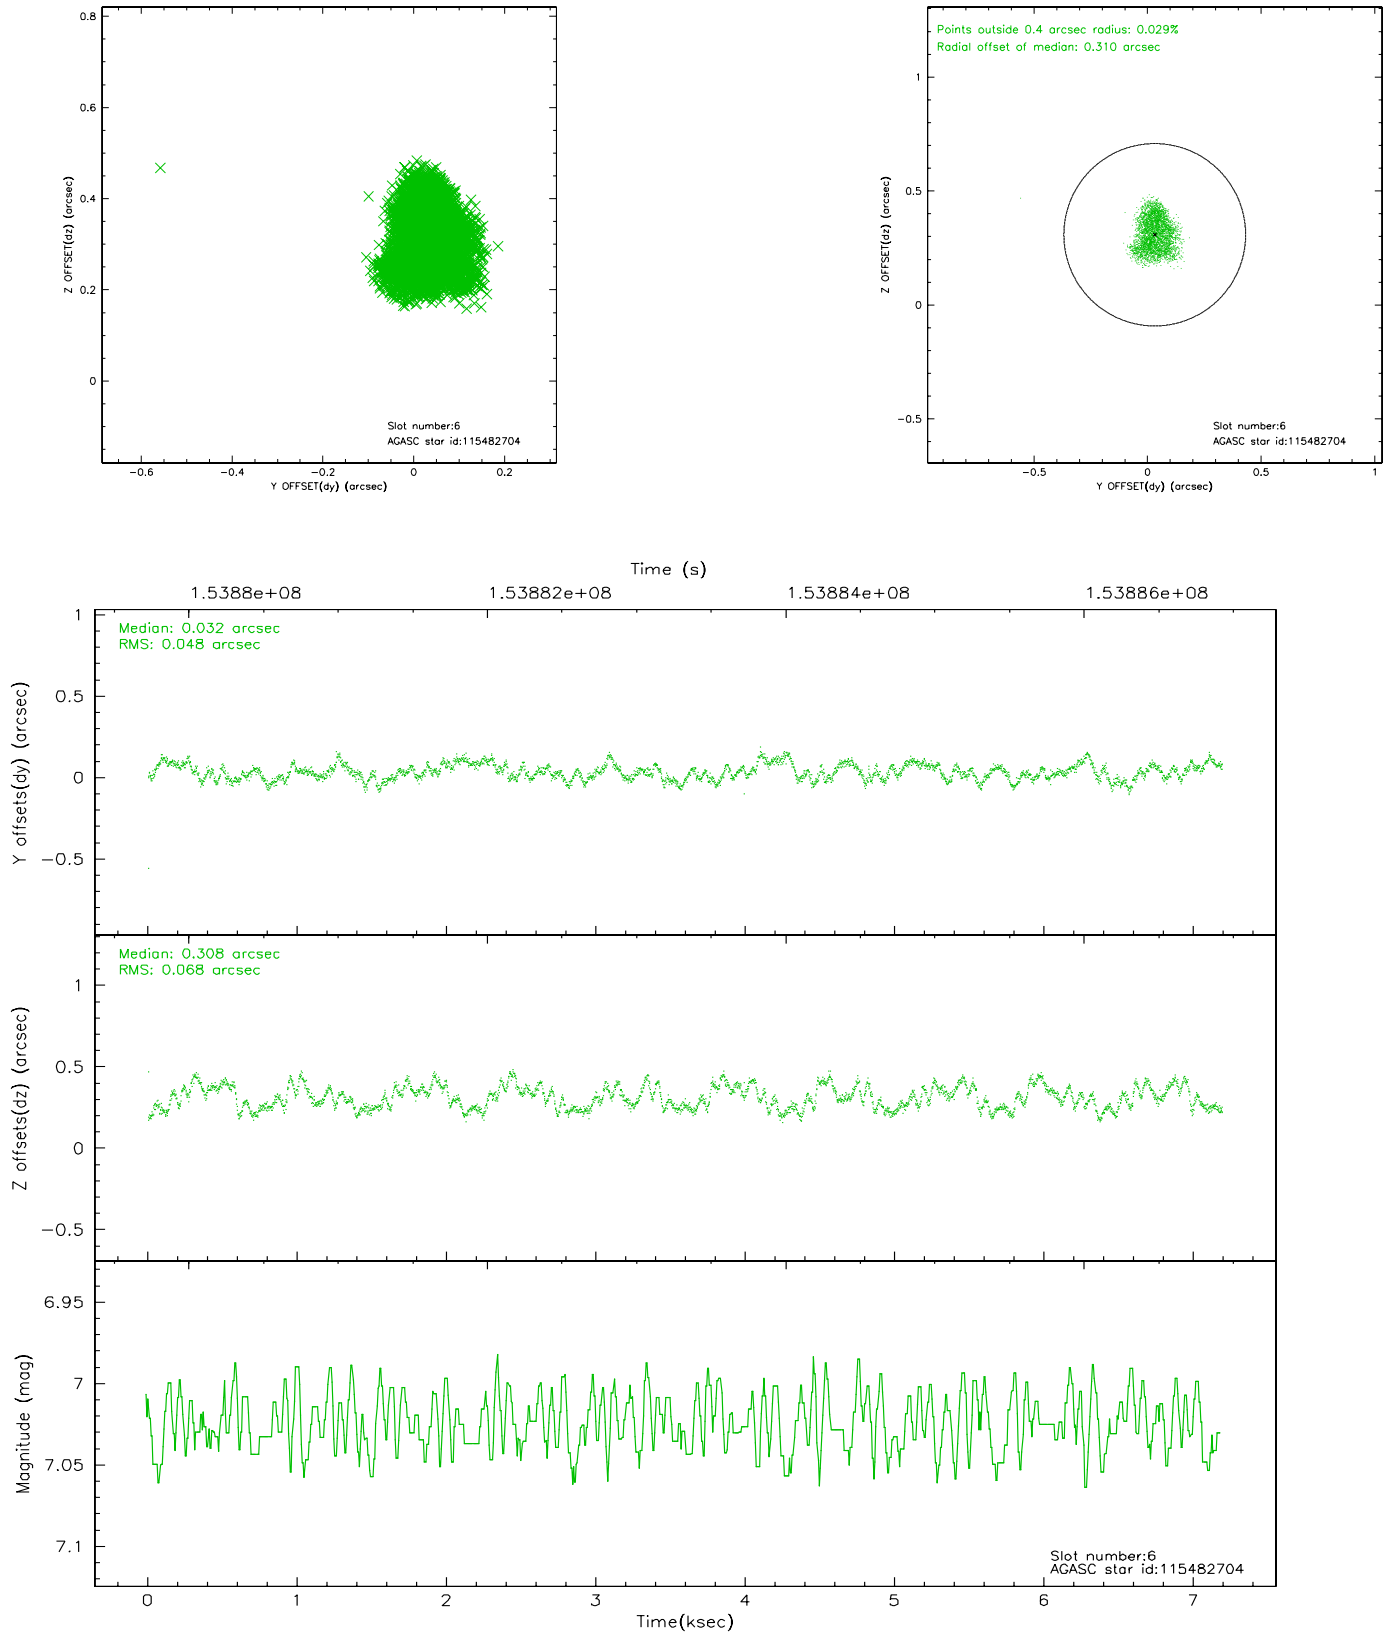 0.8
0.6
0.4
0.2
0
Z OFFSET(dz) (arcsec)
Slot number:6
AGASC star id:115482704
−0.6 −0.4 −0.2 0 0.2
Y OFFSET(dy) (arcsec)
Points outside 0.4 arcsec radius: 0.029%
Radial offset of median: 0.310 arcsec
1
0.5
0
−0.5
Z OFFSET(dz) (arcsec)
Slot number:6
AGASC star id:115482704
−0.5 0 0.5 1
Y OFFSET(dy) (arcsec)
Time (s)
1.5388e+08 1.53882e+08 1.53884e+08 1.53886e+08
Median: 0.032 arcsec
RMS: 0.048 arcsec
1
0.5
0
−0.5
Y offsets(dy) (arcsec)
Median: 0.308 arcsec
RMS: 0.068 arcsec
1
0.5
0
−0.5
Z offsets(dz) (arcsec)
6.95
7
7.05
7.1
Magnitude (mag)
Slot number:6
AGASC star id:115482704
0 1 2 3 4 5 6 7
Time(ksec)